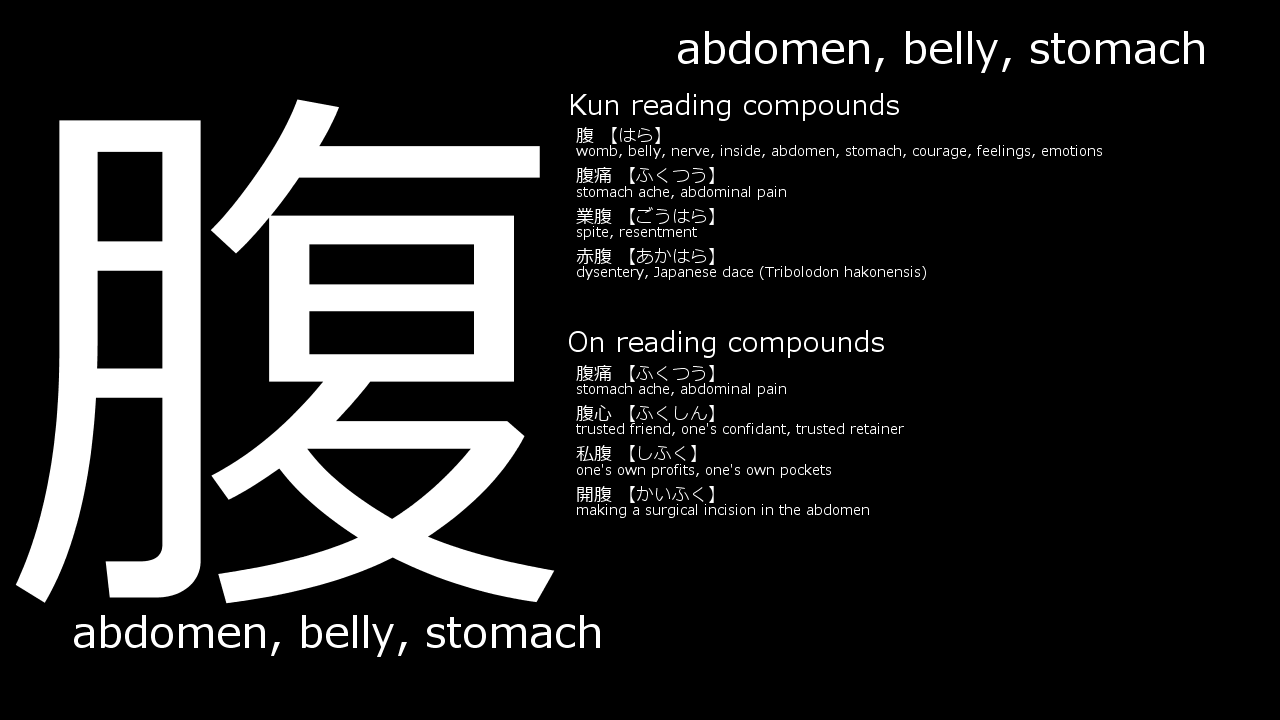 腹
abdomen, belly, stomach
abdomen, belly, stomach
Kun reading compounds
腹 【はら】
womb, belly, nerve, inside, abdomen, stomach, courage, feelings, emotions
腹痛 【ふくつう】
stomach ache, abdominal pain
業腹 【ごうはら】
spite, resentment
赤腹 【あかはら】
dysentery, Japanese dace (Tribolodon hakonensis)
On reading compounds
腹痛 【ふくつう】
stomach ache, abdominal pain
腹心 【ふくしん】
trusted friend, one's confidant, trusted retainer
私腹 【しふく】
one's own profits, one's own pockets
開腹 【かいふく】
making a surgical incision in the abdomen